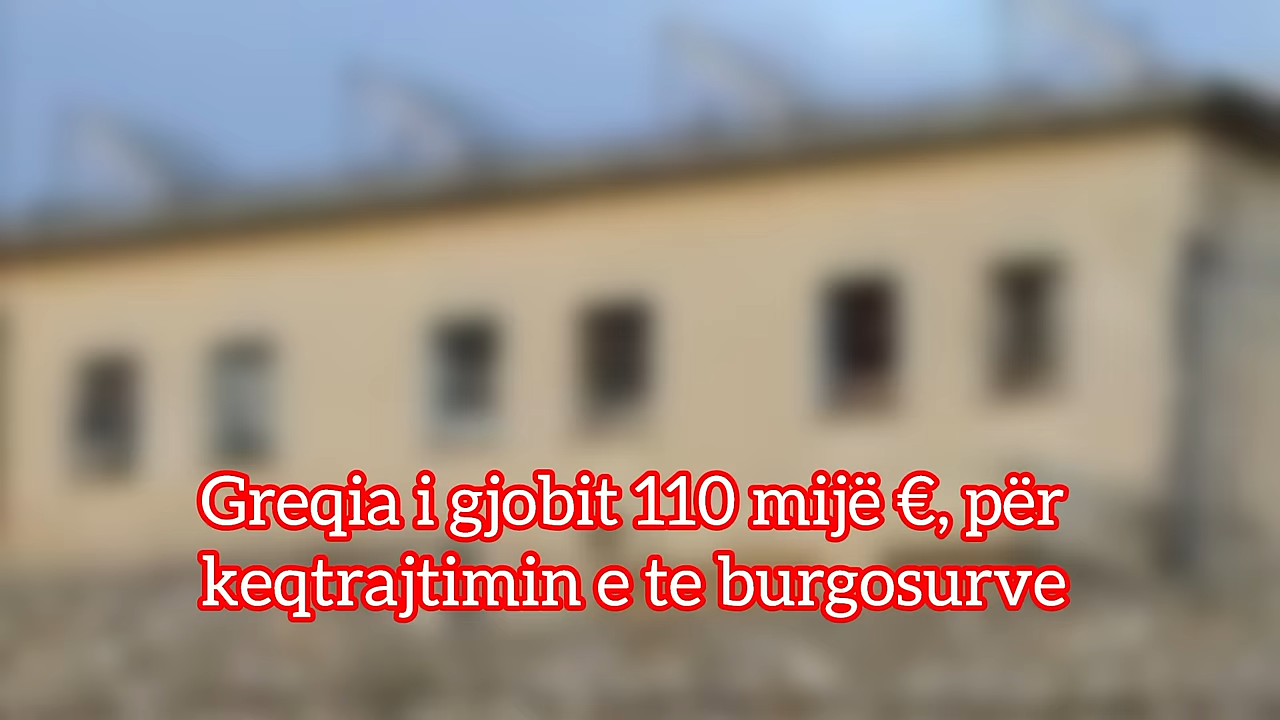 Greqia i gjobit 110 mijë €, për
keqtrajtimin e te burgosurve